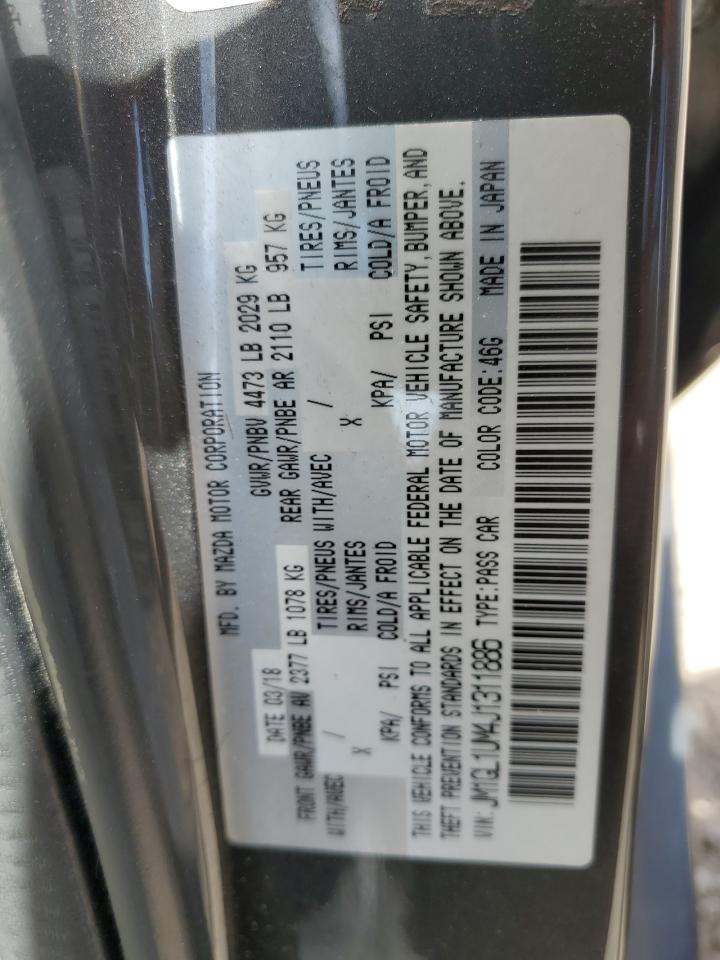 MFD. BY MAZDA MOTOR CORPORATION
DATE 03/18 GVWR/PNBV 4473 LB 2029 KG
FRONT GAWR/PNBE AV 2377 LB 1078 KG REAR GAWR/PNBE AR 2110 LB 957 KG
WITH/AVEC / TIRES/PNEUS WITH/AVEC / TIRES/PNEUS
X RIMS/JANTES X RIMS/JANTES
KPA/ PSI COLD/A FROID KPA/ PSI COLD/A FROID
THIS VEHICLE CONFORMS TO ALL APPLICABLE FEDERAL MOTOR VEHICLE SAFETY, BUMPER, AND
THEFT PREVENTION STANDARDS IN EFFECT ON THE DATE OF MANUFACTURE SHOWN ABOVE.
VIN: JM1GL1UM4J1311886 TYPE:PASS CAR COLOR CODE:46G MADE IN JAPAN